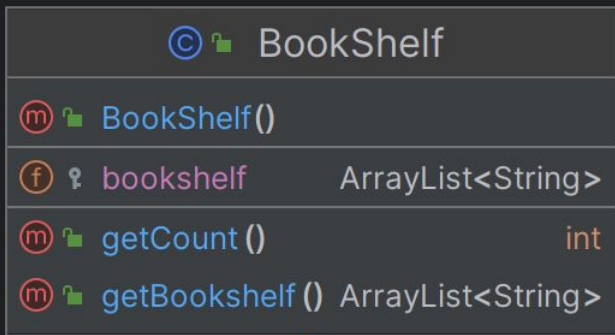 BookShelf
BookShelf()
bookshelf ArrayList<String>
getCount() int
getBookshelf() ArrayList<String>